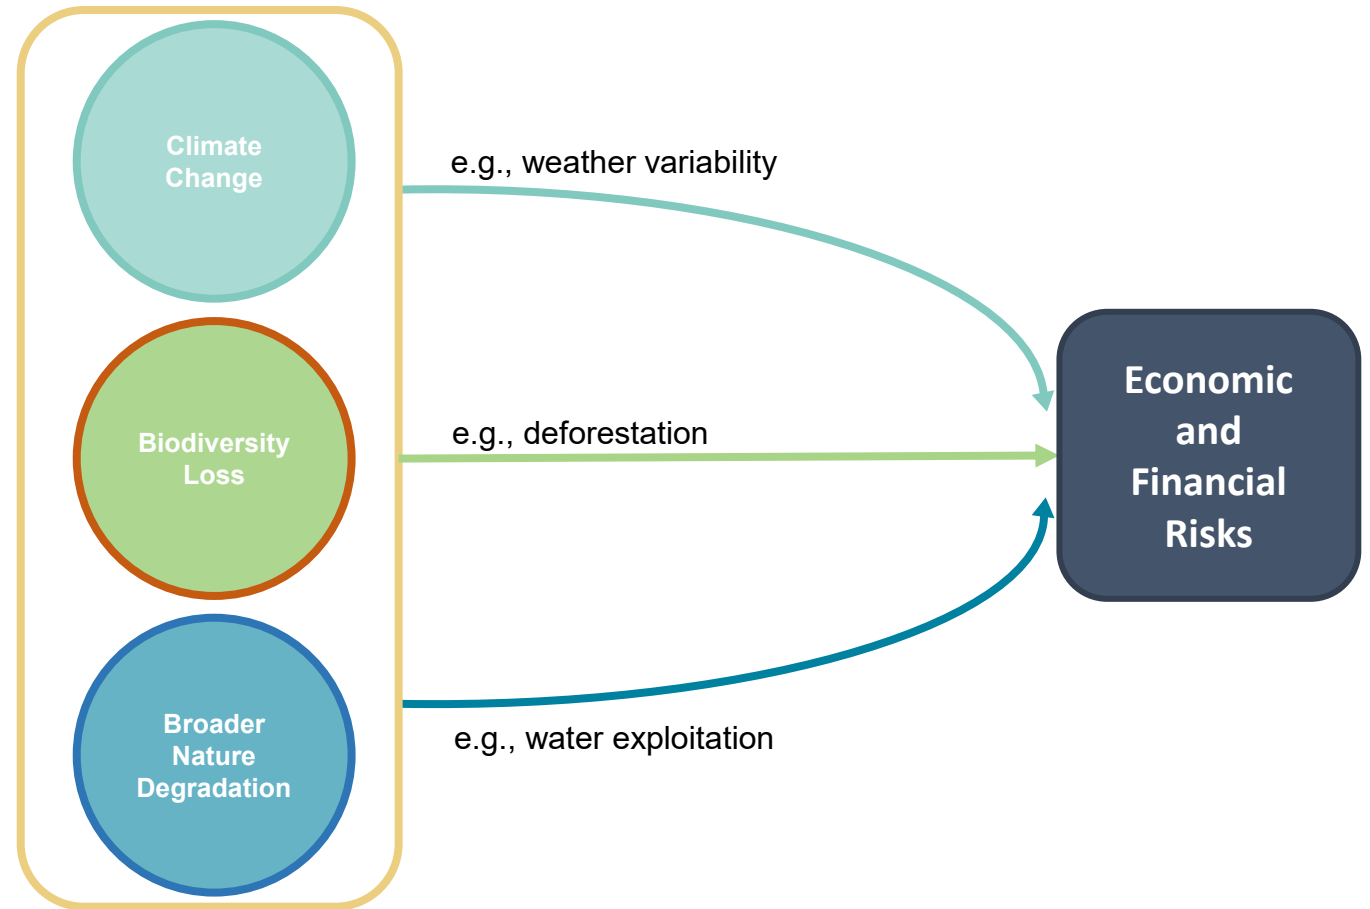 Climate
Change
e.g., weather variability
Biodiversity
Loss
e.g., deforestation
Economic
and
Financial
Risks
Broader
Nature
Degradation
e.g., water exploitation